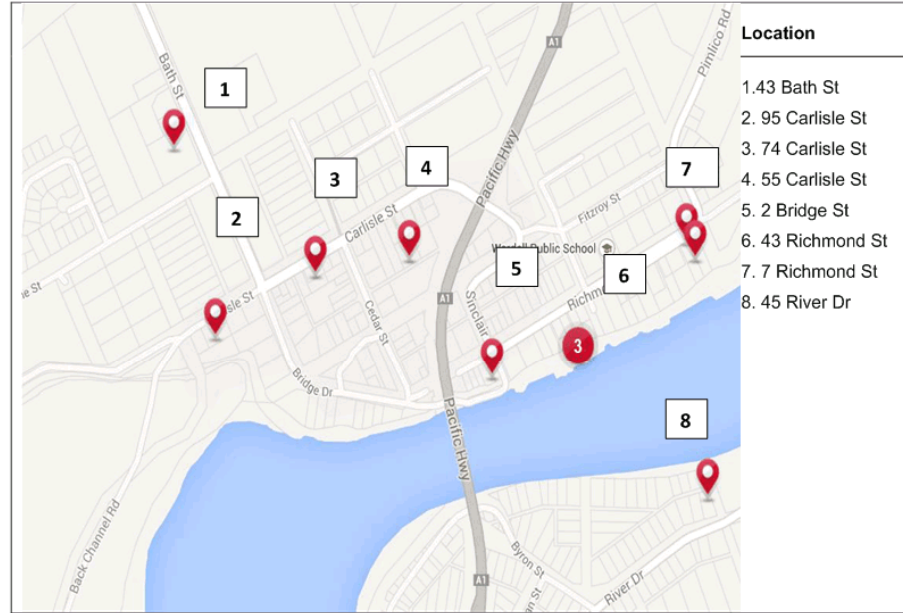 Location
1.43 Bath St
2. 95 Carlisle St
3. 74 Carlisle St
4. 55 Carlisle St
5. 2 Bridge St
6. 43 Richmond St
7. 7 Richmond St
8. 45 River Dr
A1
Pimlico Rd
Bath St
1
4
3
7
2
Pacific Hwy
Carlisle St
Fitzroy St
School
5
6
Sinclair
A1
Cedar St
3
Bridge Dr
Pacific Hwy
8
Back Channel Rd
Byron St
A1
River Dr